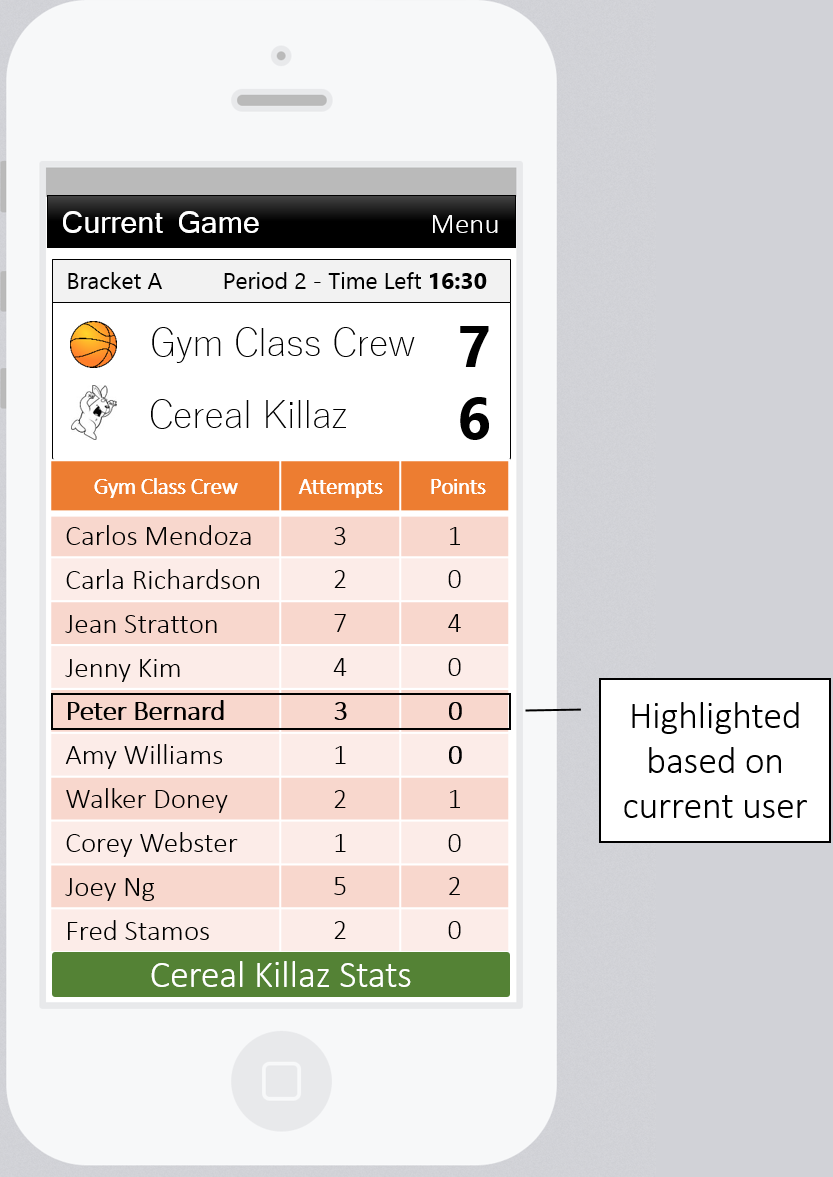 Current Game Menu
Bracket A Period 2 - Time Left 16:30
Gym Class Crew 7
Cereal Killaz 6
Gym Class Crew Attempts Points
Carlos Mendoza 3 1
Carla Richardson 2 0
Jean Stratton 7 4
Jenny Kim 4 0
Peter Bernard 3 0
Amy Williams 1 0
Walker Doney 2 1
Corey Webster 1 0
Joey Ng 5 2
Fred Stamos 2 0
Cereal Killaz Stats
Highlighted
based on
current user